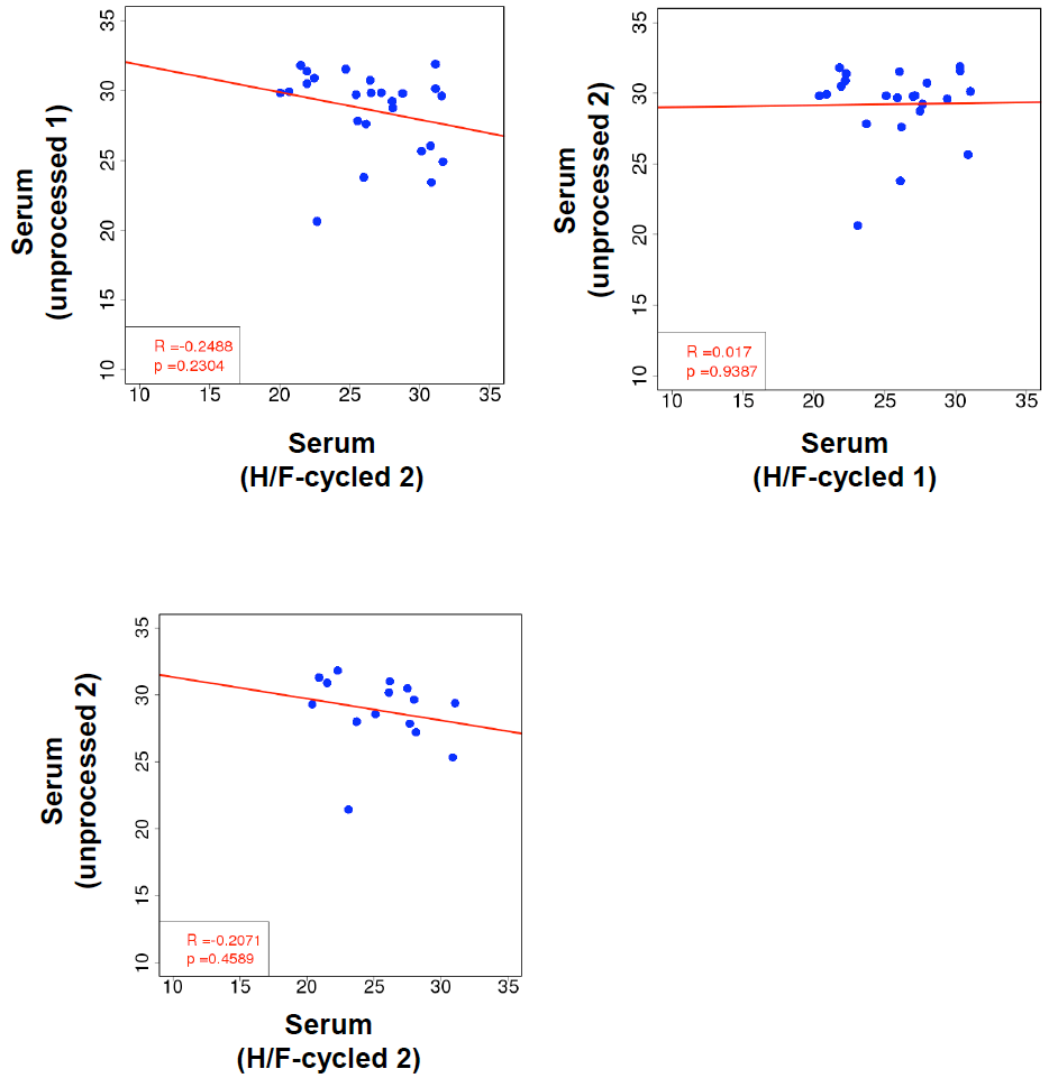 Serum
(unprocessed 1)
10 15 20 25 30 35
R =-0.2488
p =0.2304
10 15 20 25 30 35
Serum
(H/F-cycled 2)
Serum
(unprocessed 2)
10 15 20 25 30 35
R =0.017
p =0.9387
10 15 20 25 30 35
Serum
(H/F-cycled 1)
Serum
(unprocessed 2)
10 15 20 25 30 35
R =-0.2071
p =0.4589
10 15 20 25 30 35
Serum
(H/F-cycled 2)